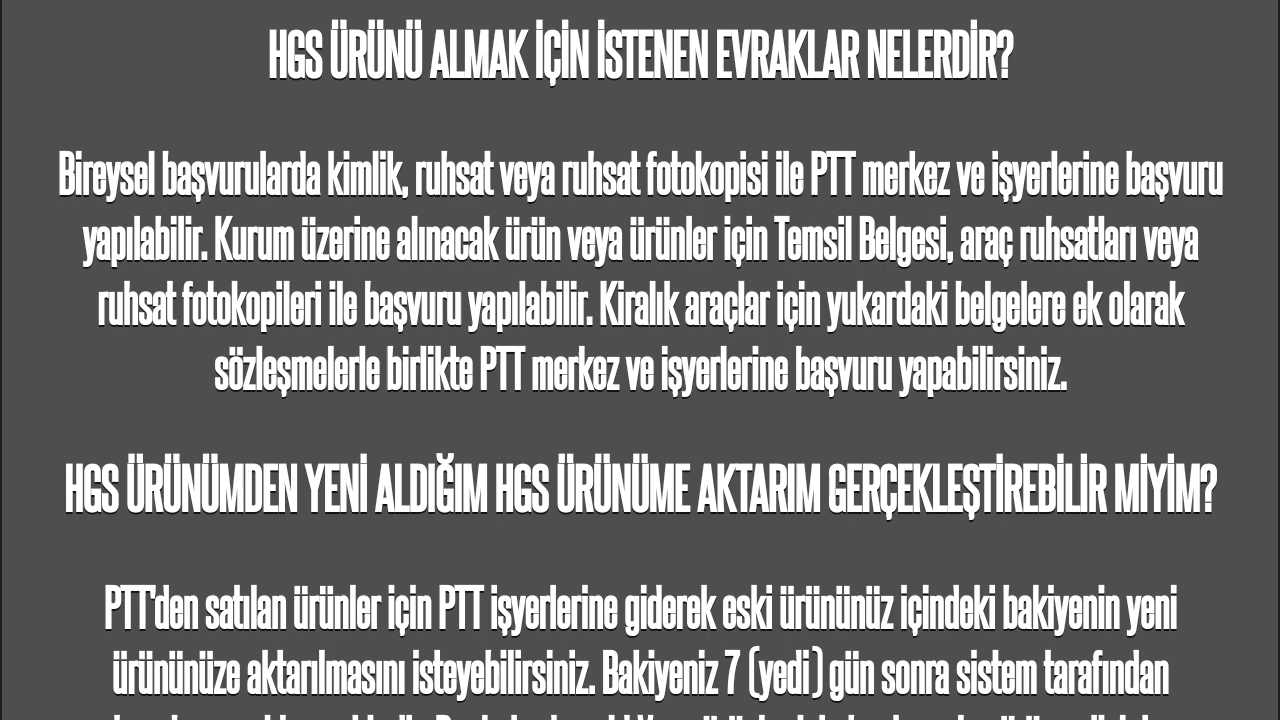 HGS ÜRÜNÜ ALMAK İÇİN İSTENEN EVRAKLAR NELERDİR?
Bireysel başvurularda kimlik, ruhsat veya ruhsat fotokopisi ile PTT merkez ve işyerlerine başvuru
yapılabilir. Kurum üzerine alınacak ürün veya ürünler için Temsil Belgesi, araç ruhsatları veya
ruhsat fotokopileri ile başvuru yapılabilir. Kiralık araçlar için yukardaki belgelere ek olarak
sözleşmelerle birlikte PTT merkez ve işyerlerine başvuru yapabilirsiniz.
HGS ÜRÜNÜMDEN YENİ ALDIĞIM HGS ÜRÜNÜME AKTARIM GERÇEKLEŞTİREBİLİR MİYİM?
PTT'den satılan ürünler için PTT işyerlerine giderek eski ürününüz içindeki bakiyenin yeni
ürününüze aktarılmasını isteyebilirsiniz. Bakiyeniz 7 (yedi) gün sonra sistem tarafından